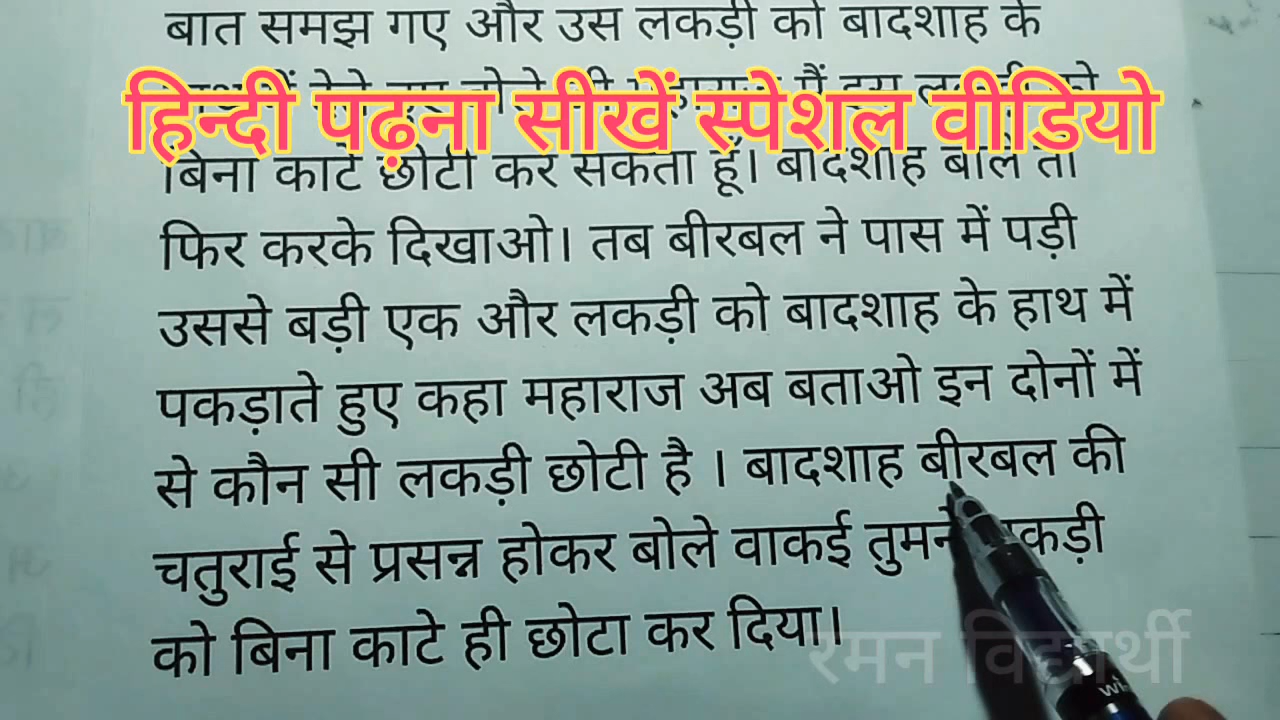 बात समझ गए और उस लकड़ी को बादशाह के
हिन्दी पढ़ना सीखें स्पेशल वीडियो
बिना काटे छोटी कर सकता हूँ। बादशाह बोले तो
फिर करके दिखाओ। तब बीरबल ने पास में पड़ी
उससे बड़ी एक और लकड़ी को बादशाह के हाथ में
पकड़ाते हुए कहा महाराज अब बताओ इन दोनों में
से कौन सी लकड़ी छोटी है । बादशाह बीरबल की
चतुराई से प्रसन्न होकर बोले वाकई तुमने लकड़ी
को बिना काटे ही छोटा कर दिया।
रमन विद्यार्थी